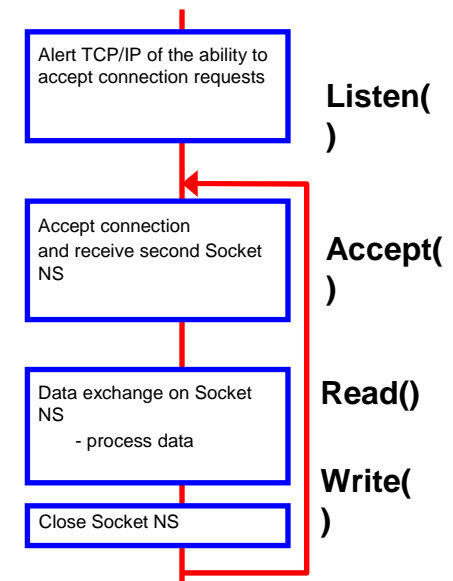 Alert TCP/IP of the ability to
accept connection requests
Listen(
)
Accept connection
and receive second Socket
NS
Accept(
)
Data exchange on Socket
NS
- process data
Read()
Write(
)
Close Socket NS